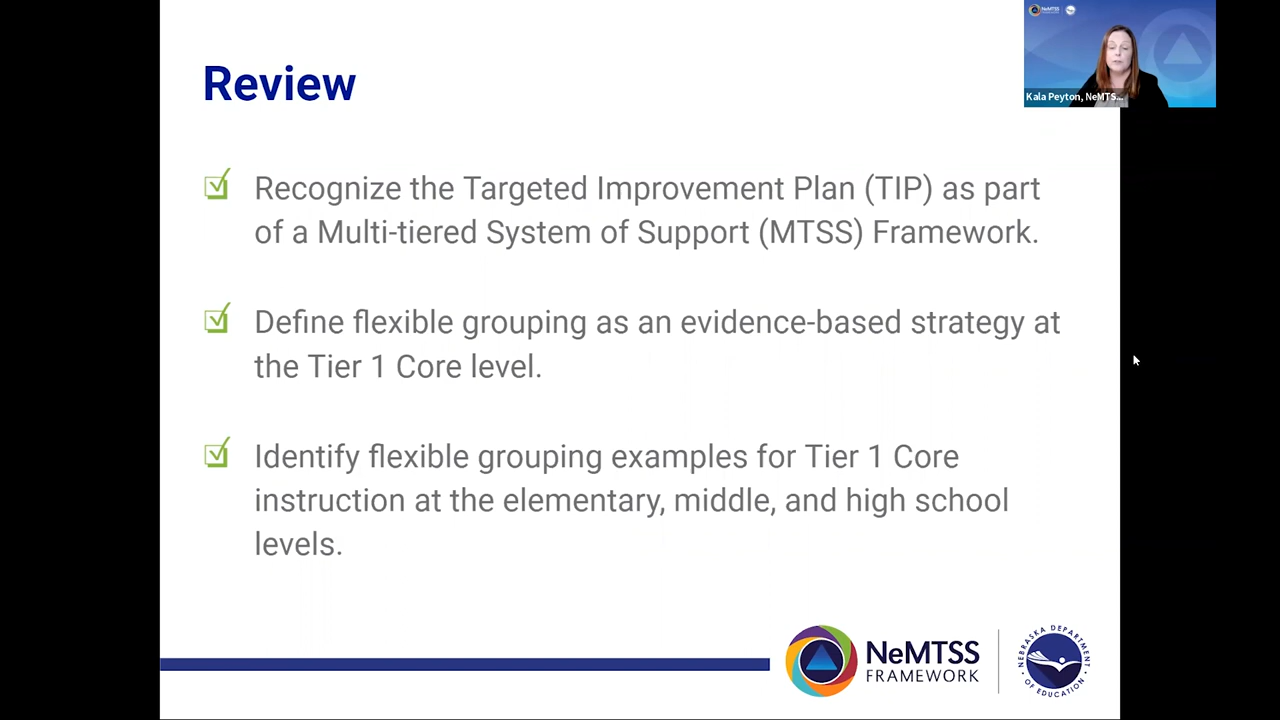 Review
Recognize the Targeted Improvement Plan (TIP) as part
of a Multi-tiered System of Support (MTSS) Framework.
Define flexible grouping as an evidence-based strategy at
the Tier 1 Core level.
Identify flexible grouping examples for Tier 1 Core
instruction at the elementary, middle, and high school
levels.
NeMTSS
FRAMEWORK
Kala Peyton, NeMTS...
NeMTSS
FRAMEWORK
NEBRASKA DEPARTMENT
OF EDUCATION